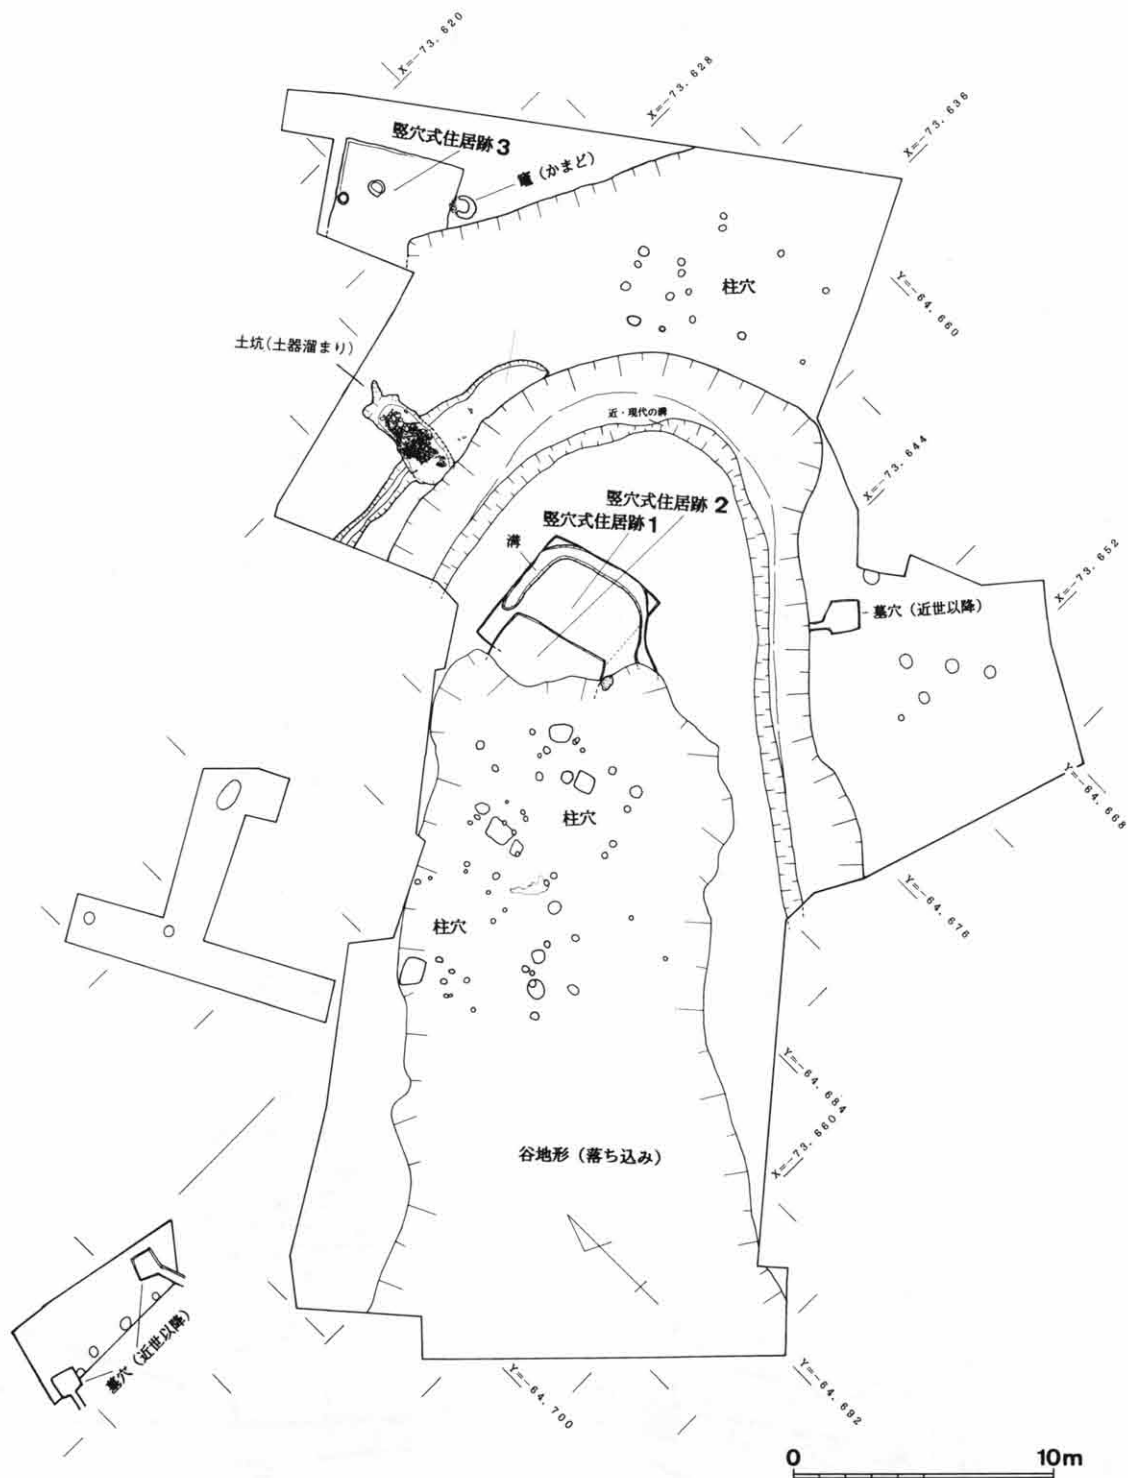 X=-73.620
X=-73.628
X=-73.636
竪穴式住居跡3
竈（かまど）
柱穴
Y=-64.660
土坑(土器溜まり)
近・現代の溝
X=-73.644
竪穴式住居跡2
竪穴式住居跡1
溝
X=-73.652
墓穴（近世以降）
Y=-64.668
柱穴
Y=-64.676
柱穴
Y=-64.684
X=-73.660
谷地形（落ち込み）
墓穴（近世以降）
Y=-64.700
Y=-64.692
0 10m